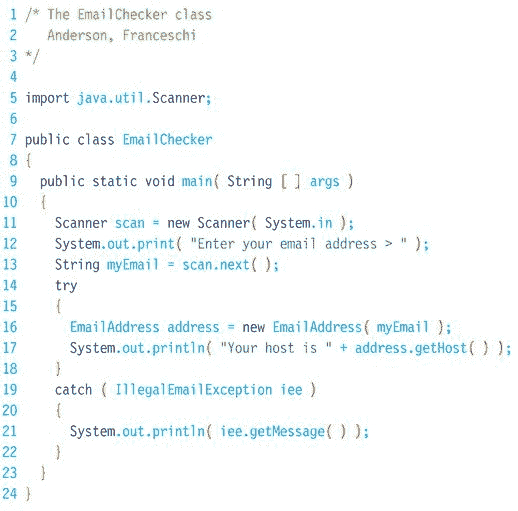 1 /* The EmailChecker class
2    Anderson, Franceschi
3 */
4
5 import java.util.Scanner;
6
7 public class EmailChecker
8 {
9   public static void main( String [ ] args )
10   {
11     Scanner scan = new Scanner( System.in );
12     System.out.print( "Enter your email address > " );
13     String myEmail = scan.next( );
14     try
15     {
16       EmailAddress address = new EmailAddress( myEmail );
17       System.out.println( "Your host is " + address.getHost( ) );
18     }
19     catch ( IllegalEmailException iee )
20     {
21       System.out.println( iee.getMessage( ) );
22     }
23   }
24 }